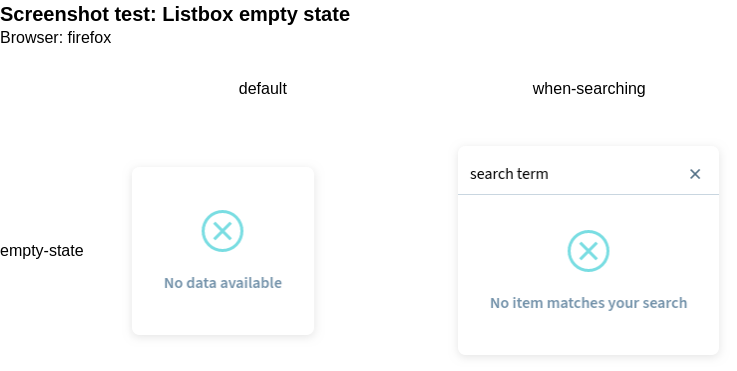 Screenshot test: Listbox empty state
Browser: firefox
default
when-searching
search term
empty-state
No data available
No item matches your search